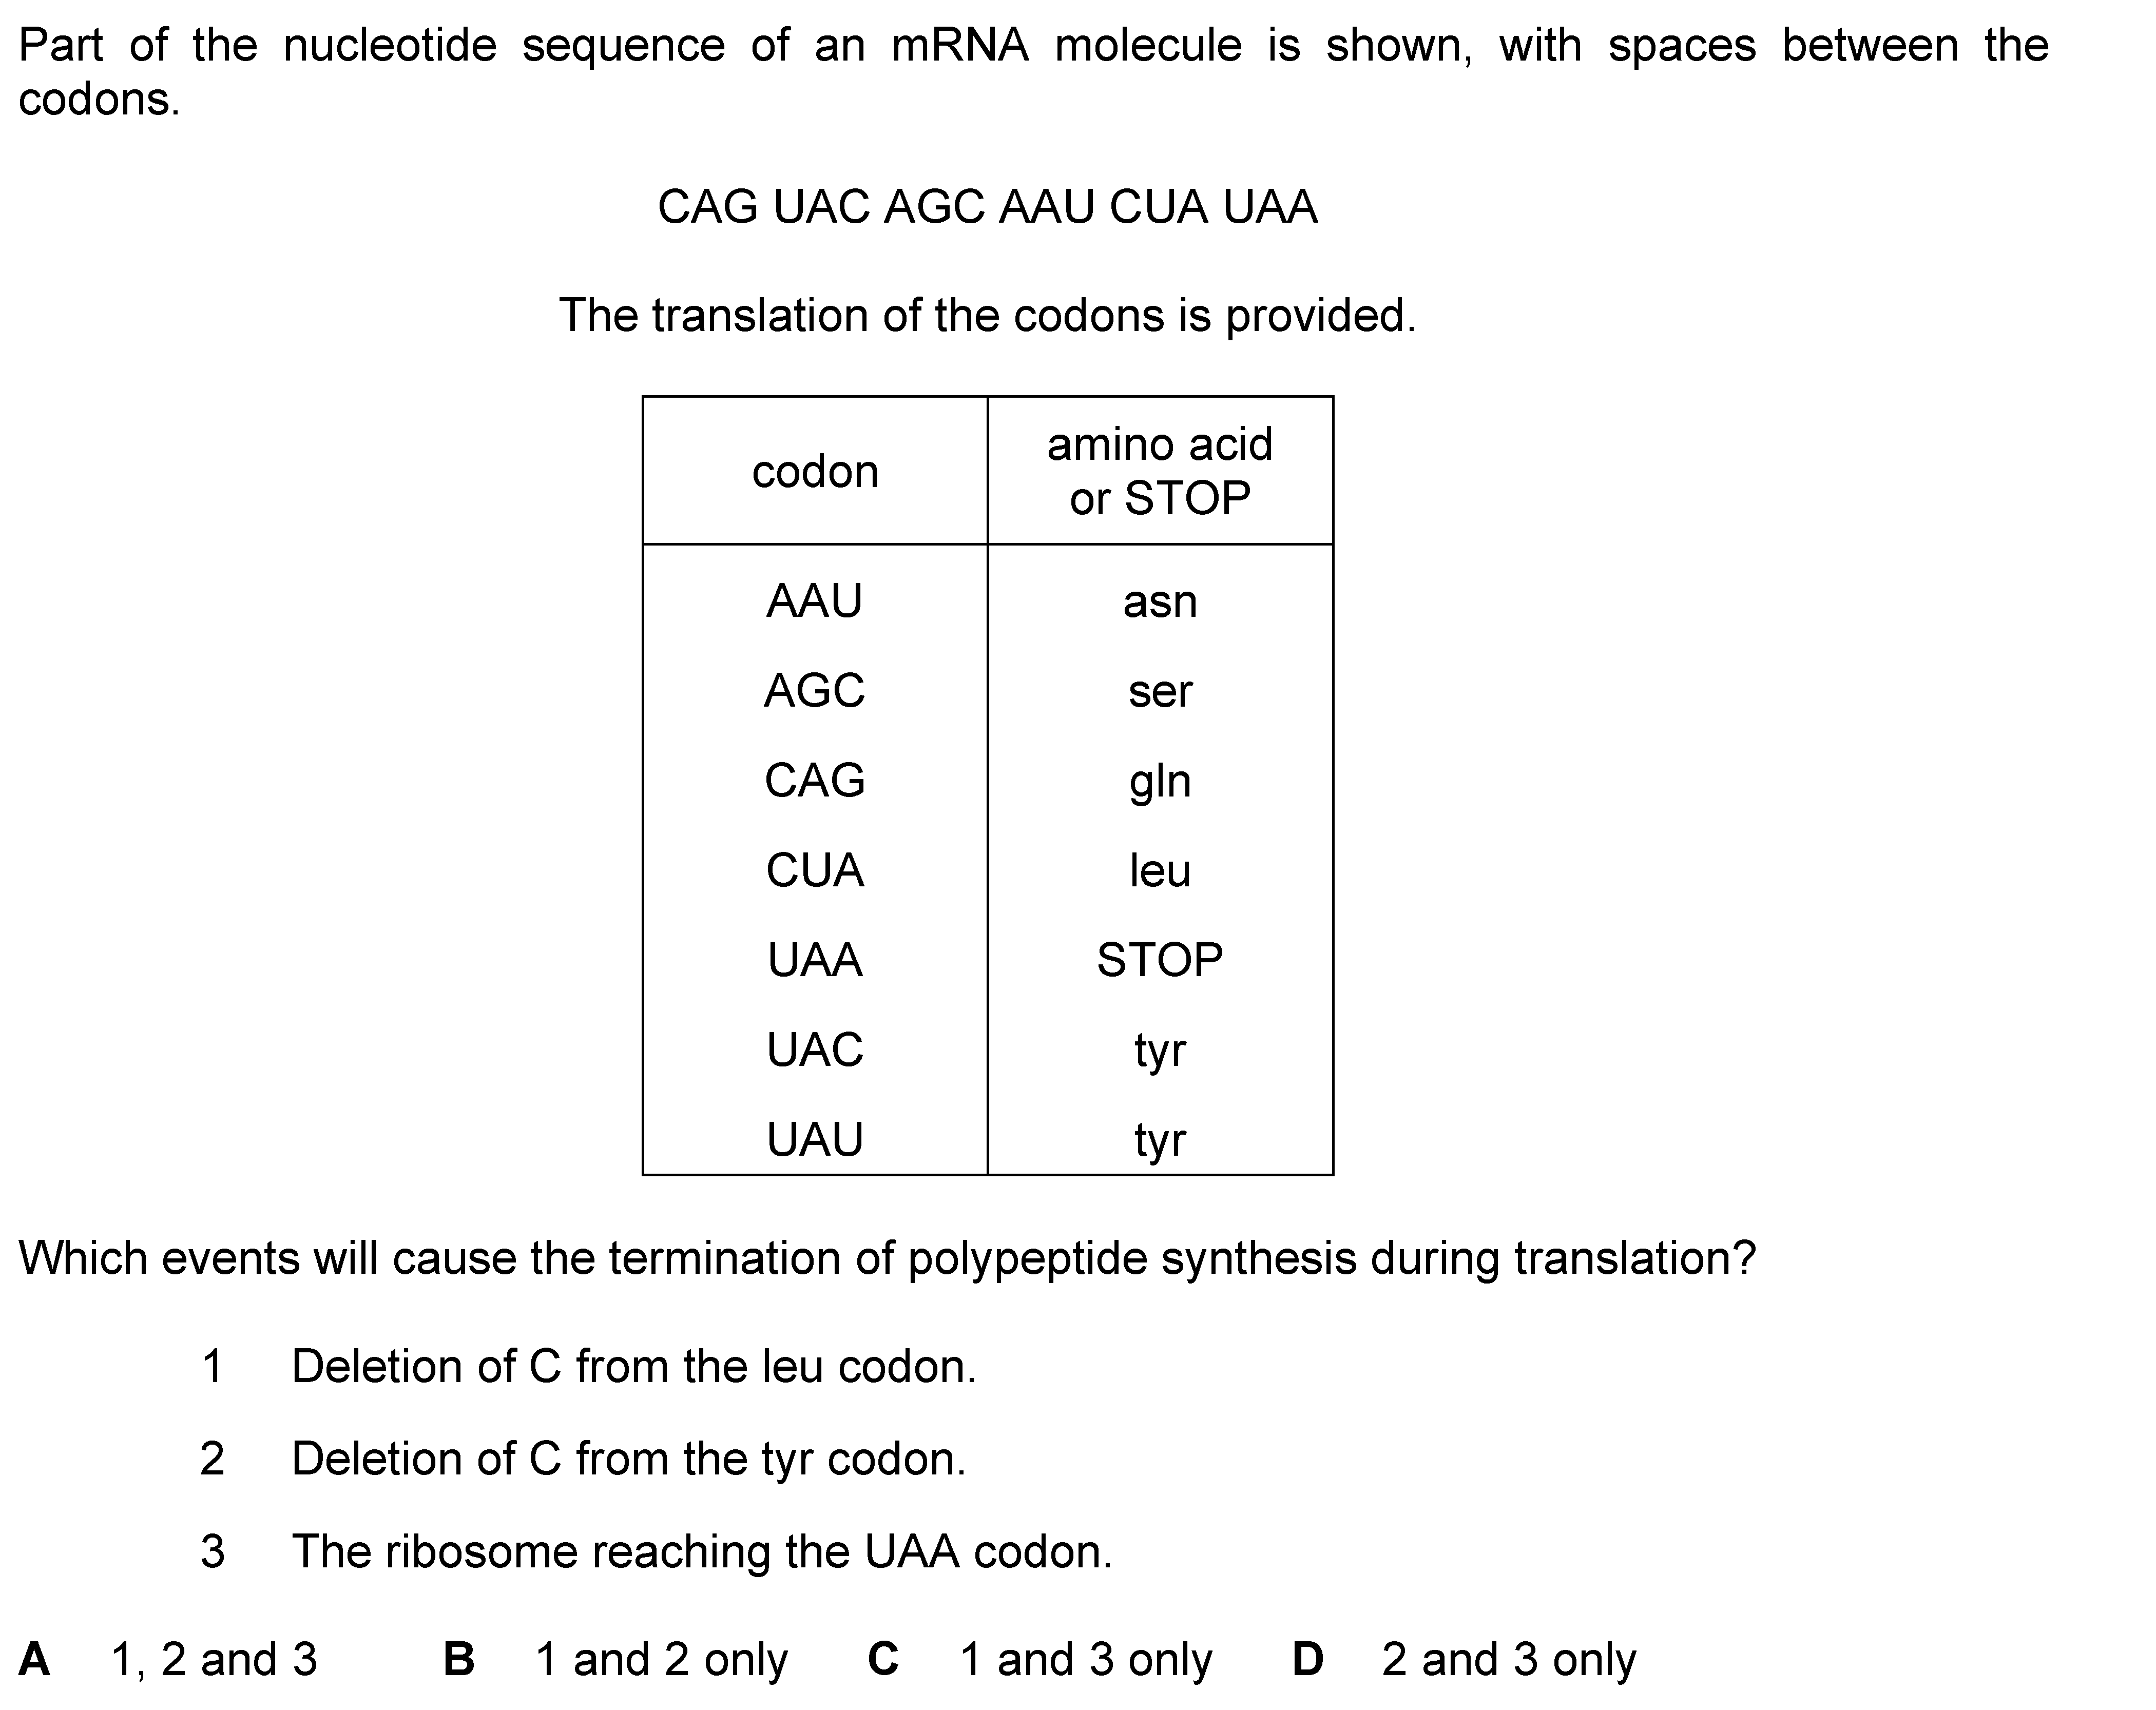 Part of the nucleotide sequence of an mRNA molecule is shown, with spaces between the
codons.
CAG UAC AGC AAU CUA UAA
The translation of the codons is provided.
codon
amino acid
or STOP
AAU asn
AGC ser
CAG gln
CUA leu
UAA STOP
UAC tyr
UAU tyr
Which events will cause the termination of polypeptide synthesis during translation?
1 Deletion of C from the leu codon.
2 Deletion of C from the tyr codon.
3 The ribosome reaching the UAA codon.
A 1, 2 and 3 B 1 and 2 only C 1 and 3 only D 2 and 3 only